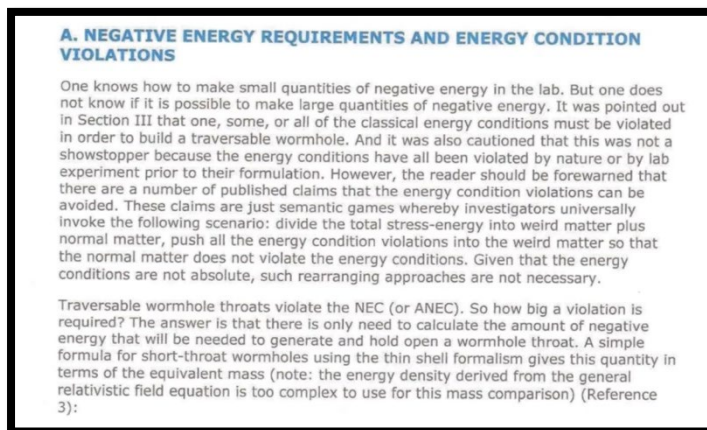 A. NEGATIVE ENERGY REQUIREMENTS AND ENERGY CONDITION
VIOLATIONS
One knows how to make small quantities of negative energy in the lab. But one does
not know if it is possible to make large quantities of negative energy. It was pointed out
in Section III that one, some, or all of the classical energy conditions must be violated
in order to build a traversable wormhole. And it was also cautioned that this was not a
showstopper because the energy conditions have all been violated by nature or by lab
experiment prior to their formulation. However, the reader should be forewarned that
there are a number of published claims that the energy condition violations can be
avoided. These claims are just semantic games whereby investigators universally
invoke the following scenario: divide the total stress-energy into weird matter plus
normal matter, push all the energy condition violations into the weird matter so that
the normal matter does not violate the energy conditions. Given that the energy
conditions are not absolute, such rearranging approaches are not necessary.
Traversable wormhole throats violate the NEC (or ANEC). So how big a violation is
required? The answer is that there is only need to calculate the amount of negative
energy that will be needed to generate and hold open a wormhole throat. A simple
formula for short-throat wormholes using the thin shell formalism gives this quantity in
terms of the equivalent mass (note: the energy density derived from the general
relativistic field equation is too complex to use for this mass comparison) (Reference
3):